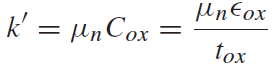 k′ = μₙCₒₓ = μₙϵₒₓ / tₒₓ